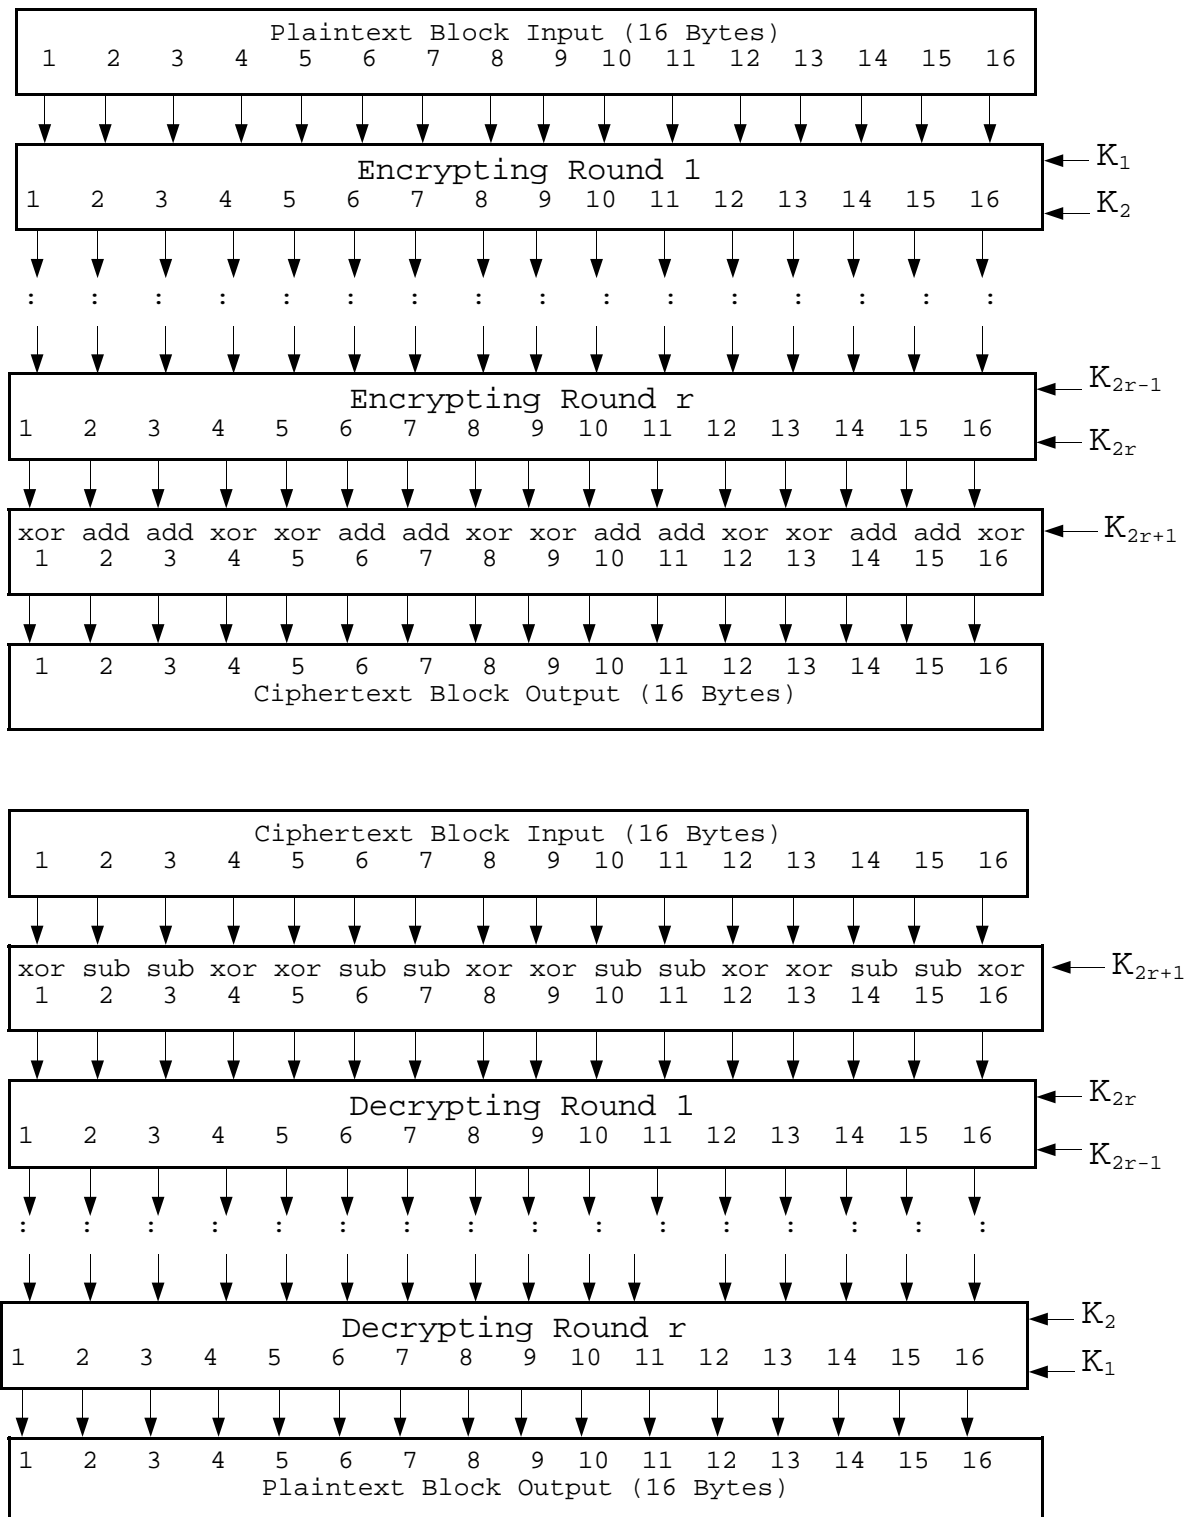 Plaintext Block Input (16 Bytes)
1 2 3 4 5 6 7 8 9 10 11 12 13 14 15 16
Encrypting Round 1
K1
1 2 3 4 5 6 7 8 9 10 11 12 13 14 15 16
K2
: : : : : : : : : : : : : : : :
Encrypting Round r
K2r-1
1 2 3 4 5 6 7 8 9 10 11 12 13 14 15 16
K2r
xor add add xor xor add add xor xor add add xor xor add add xor
K2r+1
1 2 3 4 5 6 7 8 9 10 11 12 13 14 15 16
1 2 3 4 5 6 7 8 9 10 11 12 13 14 15 16
Ciphertext Block Output (16 Bytes)
Ciphertext Block Input (16 Bytes)
1 2 3 4 5 6 7 8 9 10 11 12 13 14 15 16
xor sub sub xor xor sub sub xor xor sub sub xor xor sub sub xor
K2r+1
1 2 3 4 5 6 7 8 9 10 11 12 13 14 15 16
Decrypting Round 1
K2r
1 2 3 4 5 6 7 8 9 10 11 12 13 14 15 16
K2r-1
: : : : : : : : : : : : : : : :
Decrypting Round r
K2
1 2 3 4 5 6 7 8 9 10 11 12 13 14 15 16
K1
1 2 3 4 5 6 7 8 9 10 11 12 13 14 15 16
Plaintext Block Output (16 Bytes)